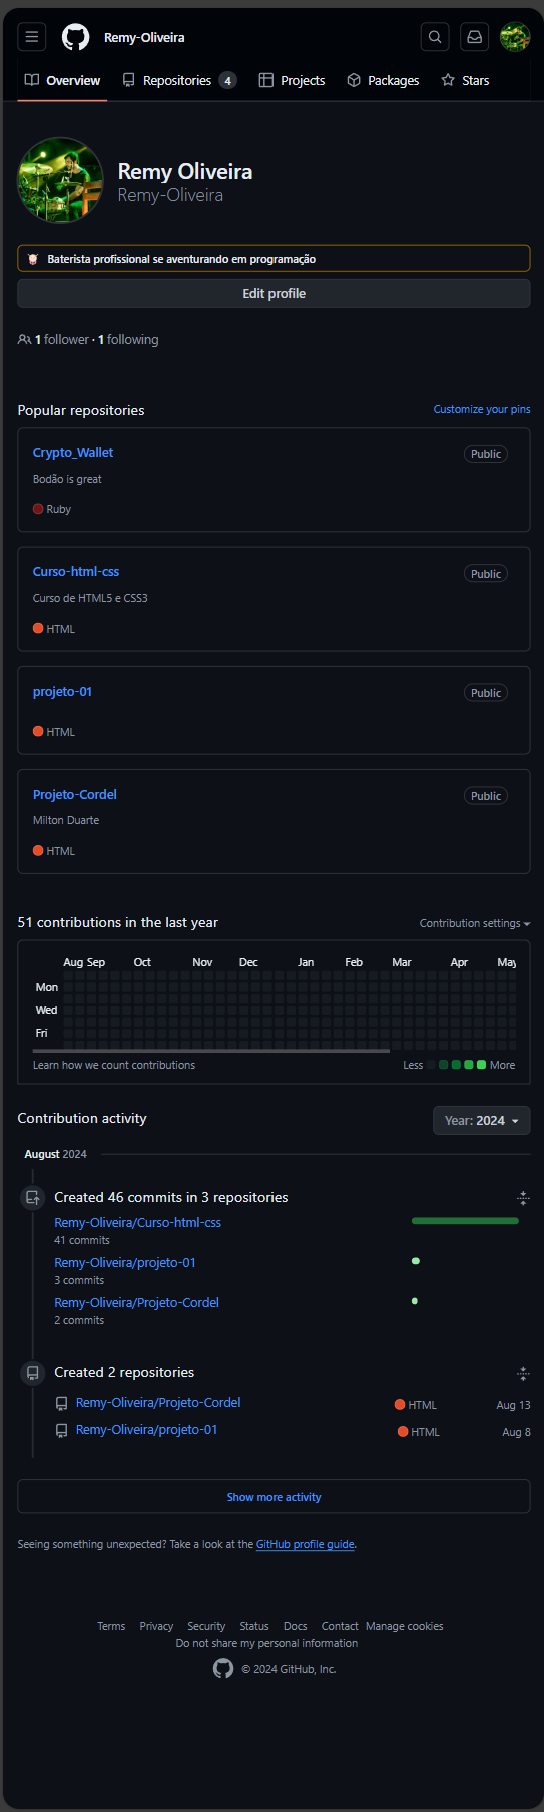 Remy-Oliveira
Overview Repositories 4 Projects Packages Stars
Remy Oliveira
Remy-Oliveira
Baterista profissional se aventurando em programação
Edit profile
1 follower · 1 following
Popular repositories Customize your pins
Crypto_Wallet Public
Bodão is great
Ruby
Curso-html-css Public
Curso de HTML5 e CSS3
HTML
projeto-01 Public
HTML
Projeto-Cordel Public
Milton Duarte
HTML
51 contributions in the last year Contribution settings
Aug Sep Oct Nov Dec Jan Feb Mar Apr May
Mon
Wed
Fri
Learn how we count contributions Less More
Contribution activity Year: 2024
August 2024
Created 46 commits in 3 repositories
Remy-Oliveira/Curso-html-css
41 commits
Remy-Oliveira/projeto-01
3 commits
Remy-Oliveira/Projeto-Cordel
2 commits
Created 2 repositories
Remy-Oliveira/Projeto-Cordel HTML Aug 13
Remy-Oliveira/projeto-01 HTML Aug 8
Show more activity
Seeing something unexpected? Take a look at the GitHub profile guide.
Terms Privacy Security Status Docs Contact Manage cookies
Do not share my personal information
© 2024 GitHub, Inc.